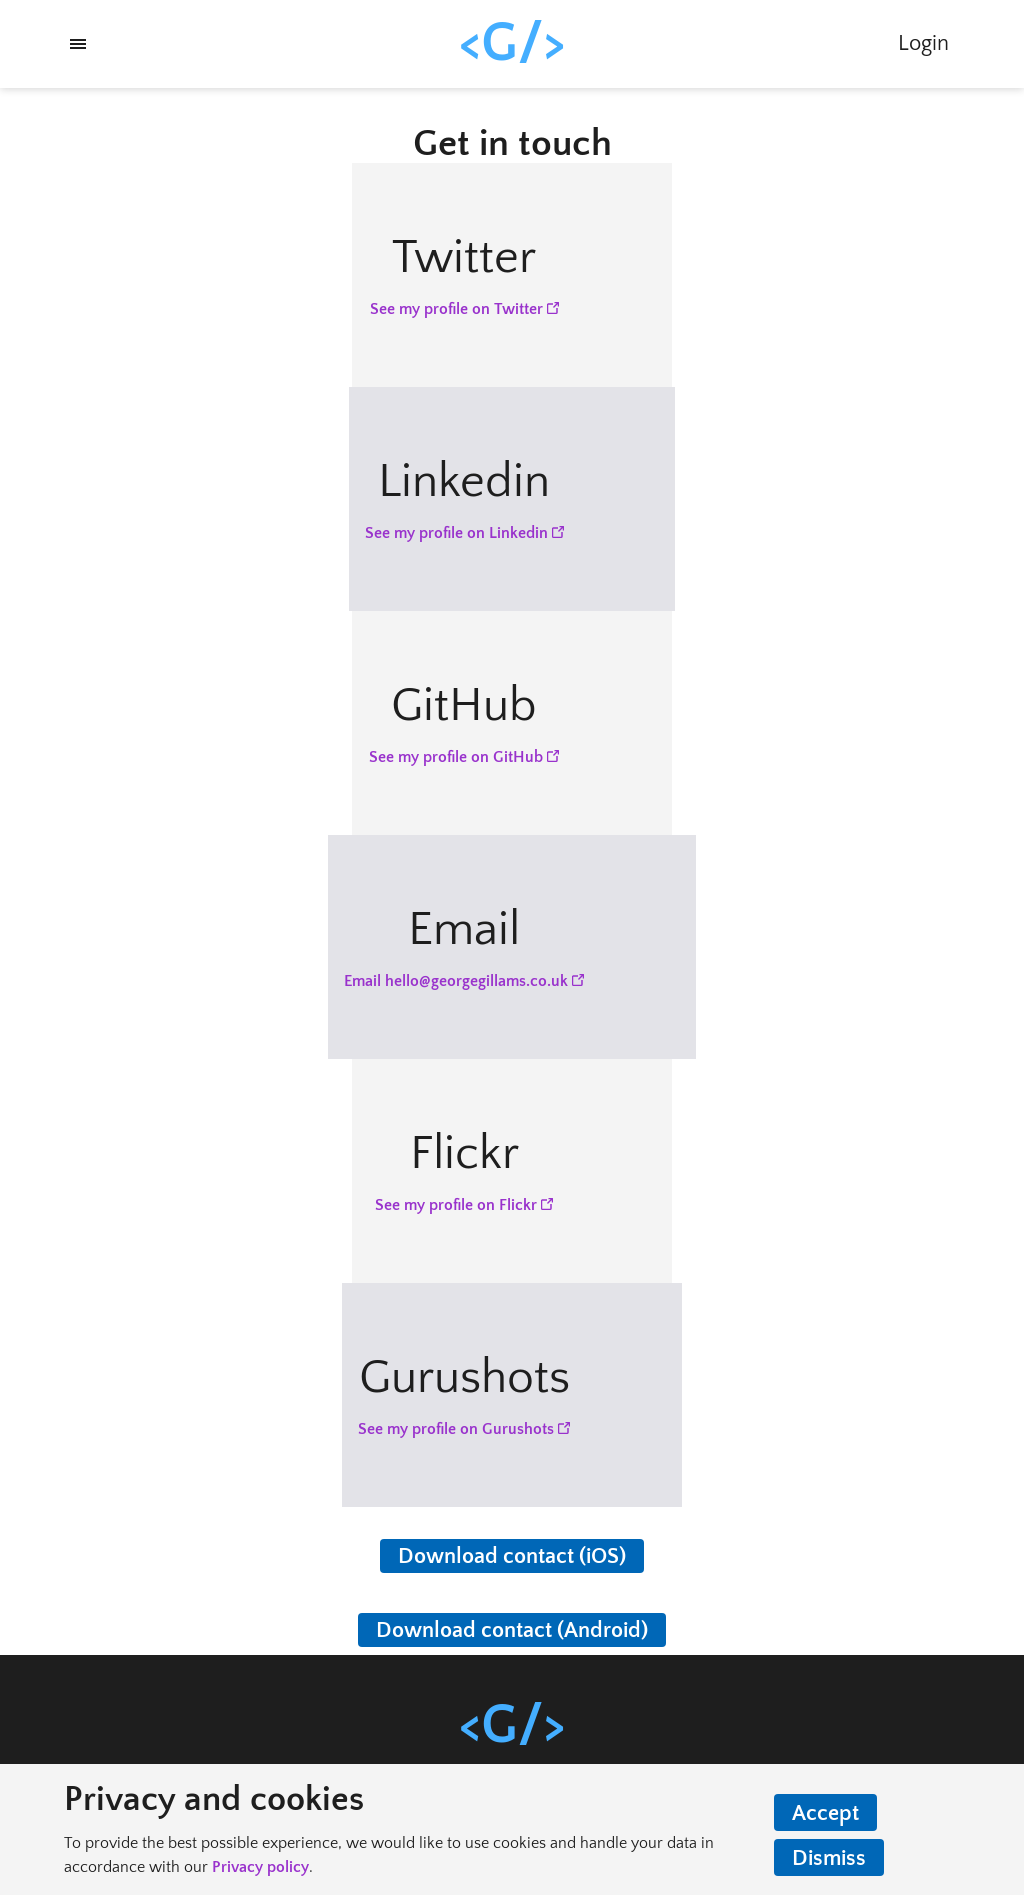 <G/>
Login
Get in touch
Twitter
See my profile on Twitter
Linkedin
See my profile on Linkedin
GitHub
See my profile on GitHub
Email
Email hello@georgegillams.co.uk
Flickr
See my profile on Flickr
Gurushots
See my profile on Gurushots
Download contact (iOS)
Download contact (Android)
<G/>
Privacy and cookies
To provide the best possible experience, we would like to use cookies and handle your data in
accordance with our Privacy policy.
Accept
Dismiss